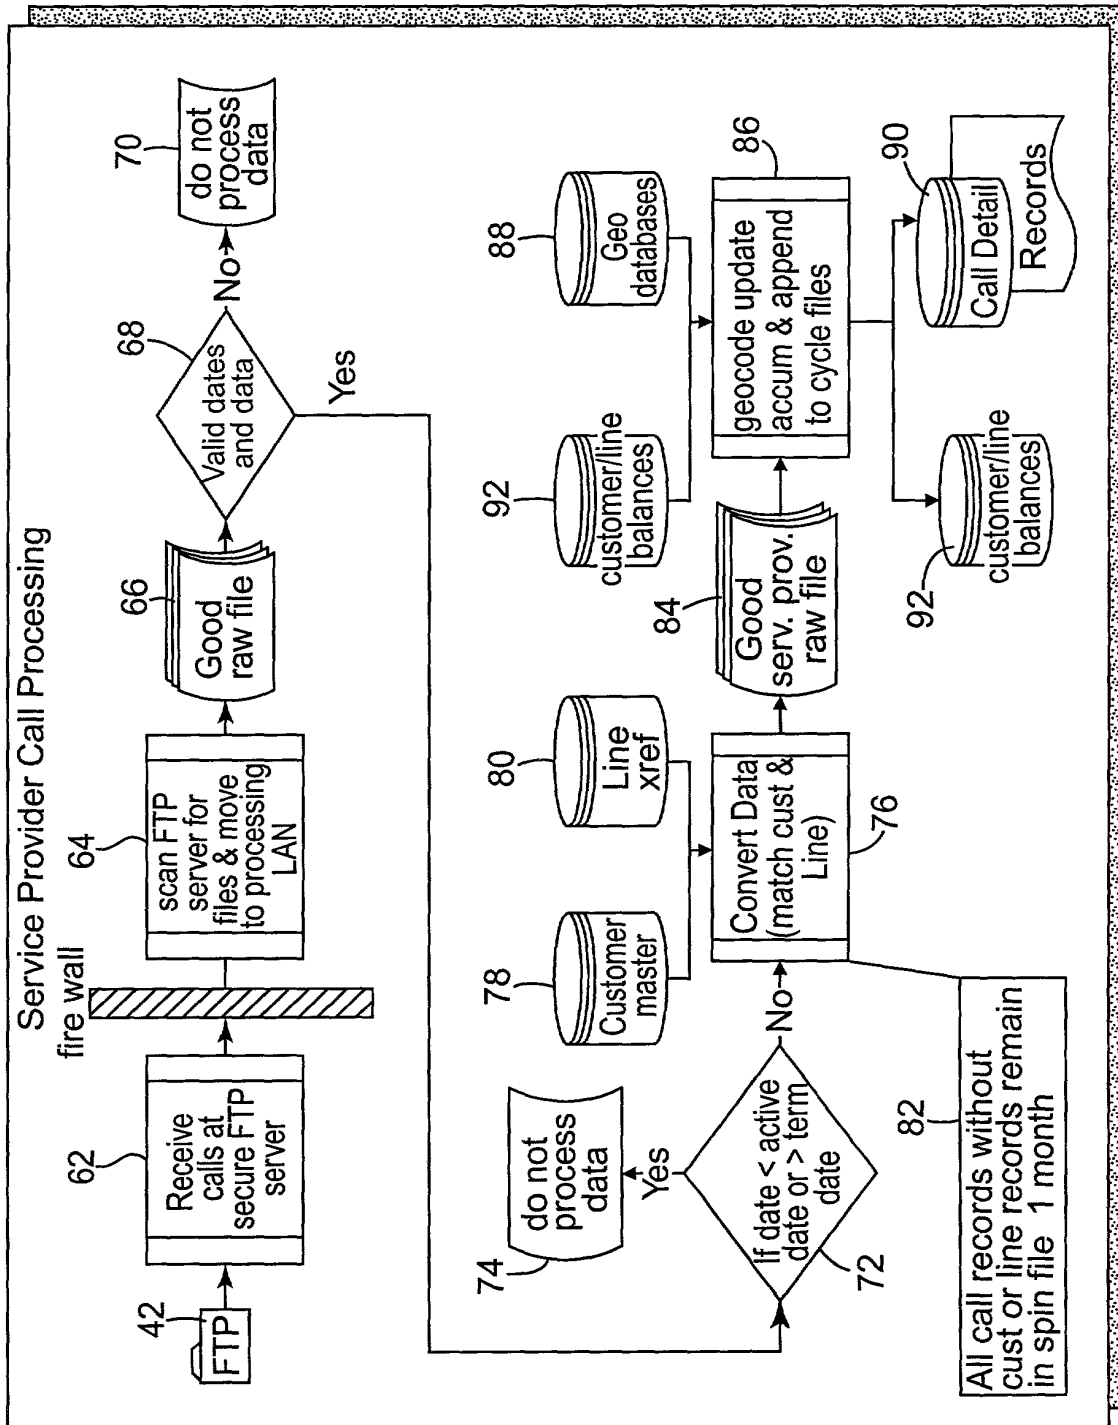 Service Provider Call Processing
fire wall
42
FTP
62
Receive
calls at
secure FTP
server
64
scan FTP
server for
files & move
to processing
LAN
66
Good
raw file
68
Valid dates
and data
No
70
do not
process
data
Yes
72
If date < active
date or > term
date
Yes
74
do not
process
data
No
78
Customer
master
80
Line
xref
76
Convert Data
(match cust &
Line)
82
All call records without
cust or line records remain
in spin file 1 month
84
Good
serv. prov.
raw file
92
customer/line
balances
88
Geo
databases
86
geocode update
accum & append
to cycle files
92
customer/line
balances
90
Call Detail
Records